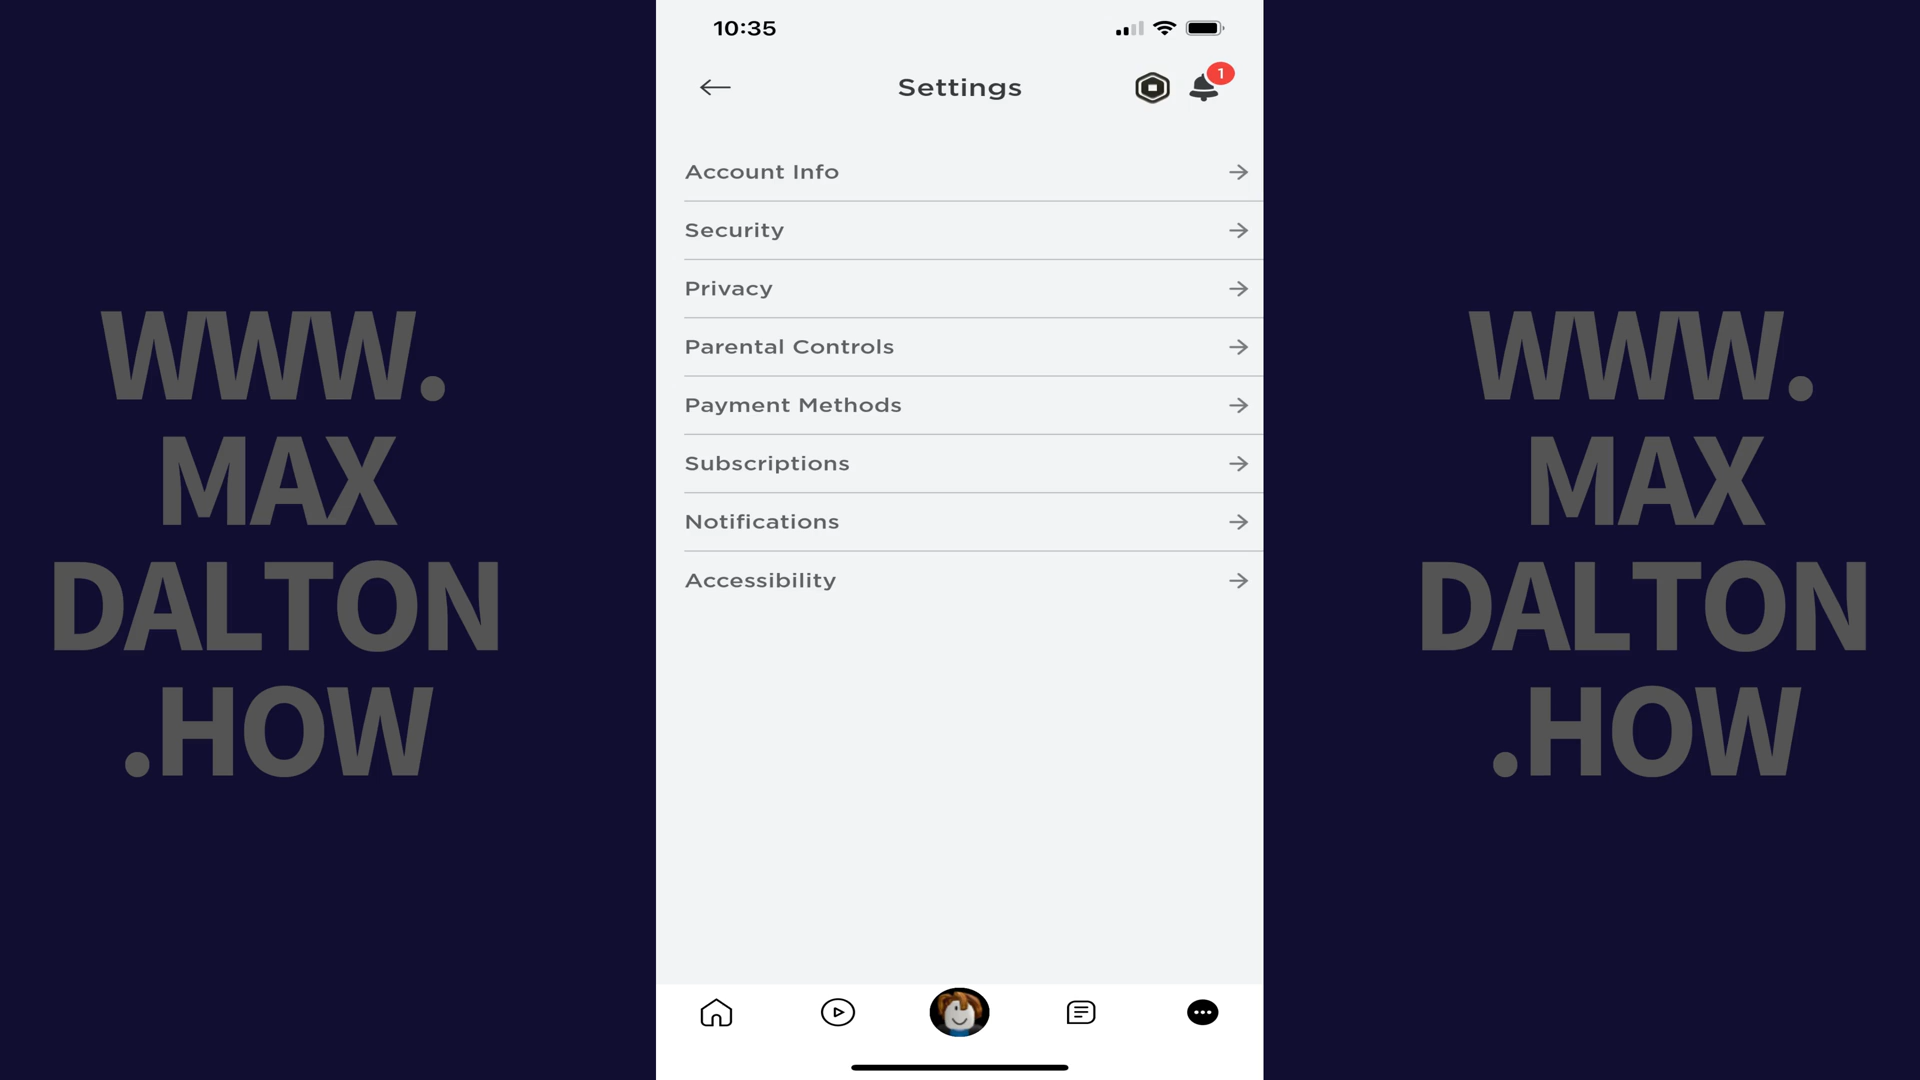 WWW.
MAX
DALTON
.HOW
10:35
Settings
1
Account Info
Security
Privacy
Parental Controls
Payment Methods
Subscriptions
Notifications
Accessibility
WWW.
MAX
DALTON
.HOW